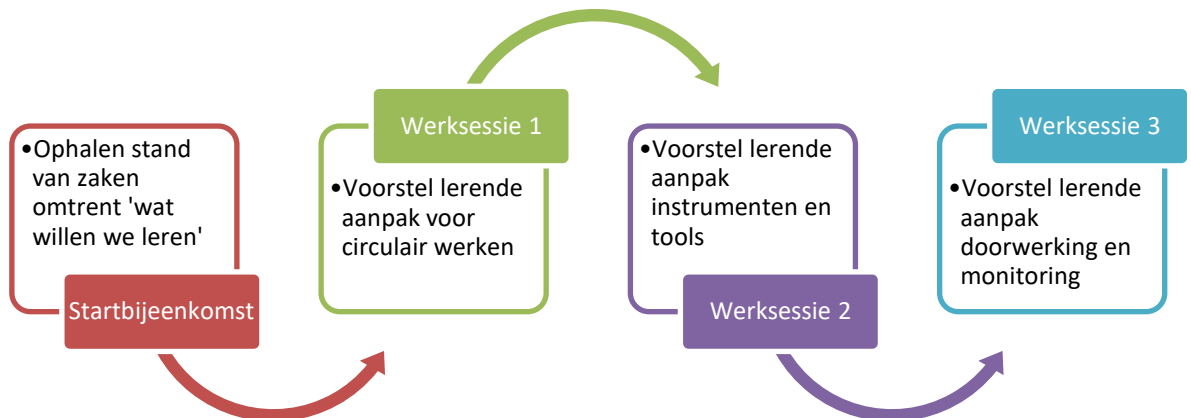 •Ophalen stand
van zaken
omtrent 'wat
willen we leren'
Startbijeenkomst
Werksessie 1
•Voorstel lerende
aanpak voor
circulair werken
•Voorstel lerende
aanpak
instrumenten en
tools
Werksessie 2
Werksessie 3
•Voorstel lerende
aanpak
doorwerking en
monitoring